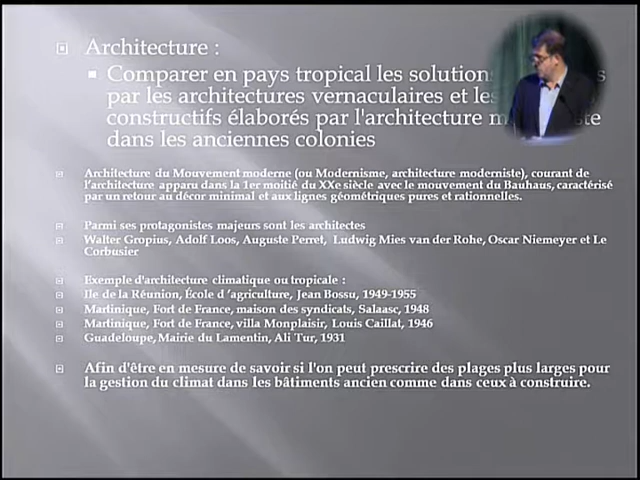 Architecture :
Comparer en pays tropical les solution s
par les architectures vernaculaires et les
constructifs élaborés par l'architecture m te
dans les anciennes colonies
Architecture du Mouvement moderne (ou Modernisme, architecture moderniste), courant de
l'architecture apparu dans la 1er moitié du XXe siècle avec le mouvement du Bauhaus, caractérisé
par un retour au décor minimal et aux lignes géométriques pures et rationnelles.
Parmi ses protagonistes majeurs sont les architectes
Walter Gropius, Adolf Loos, Auguste Perret, Ludwig Mies van der Rohe, Oscar Niemeyer et Le
Corbusier
Exemple d'architecture climatique ou tropicale :
Ile de la Réunion, École d'agriculture, Jean Bossu, 1949-1955
Martinique, Fort de France, maison des syndicats, Salaasc, 1948
Martinique, Fort de France, villa Monplaisir, Louis Caillat, 1946
Guadeloupe, Mairie du Lamentin, Ali Tur, 1931
Afin d'être en mesure de savoir si l'on peut prescrire des plages plus larges pour
la gestion du climat dans les bâtiments ancien comme dans ceux à construire.